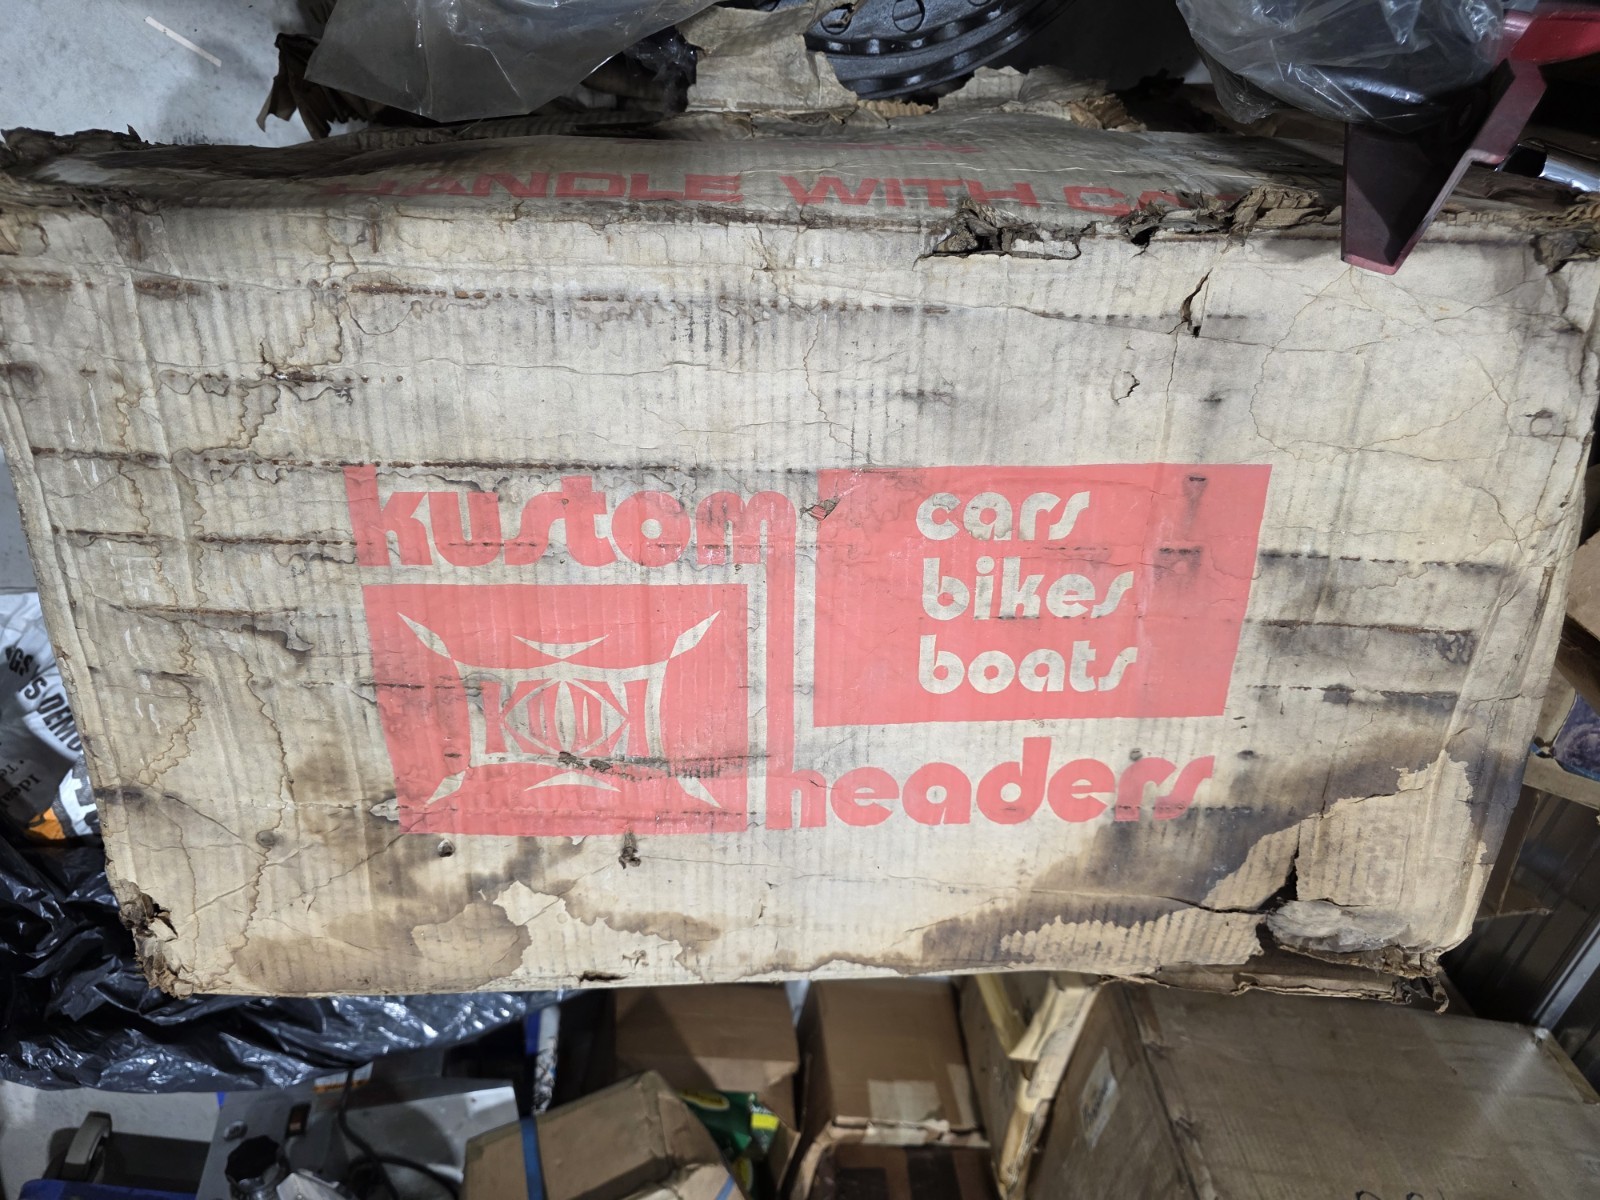 HANDLE WITH CA
kustom
cars
bikes
boats
headers